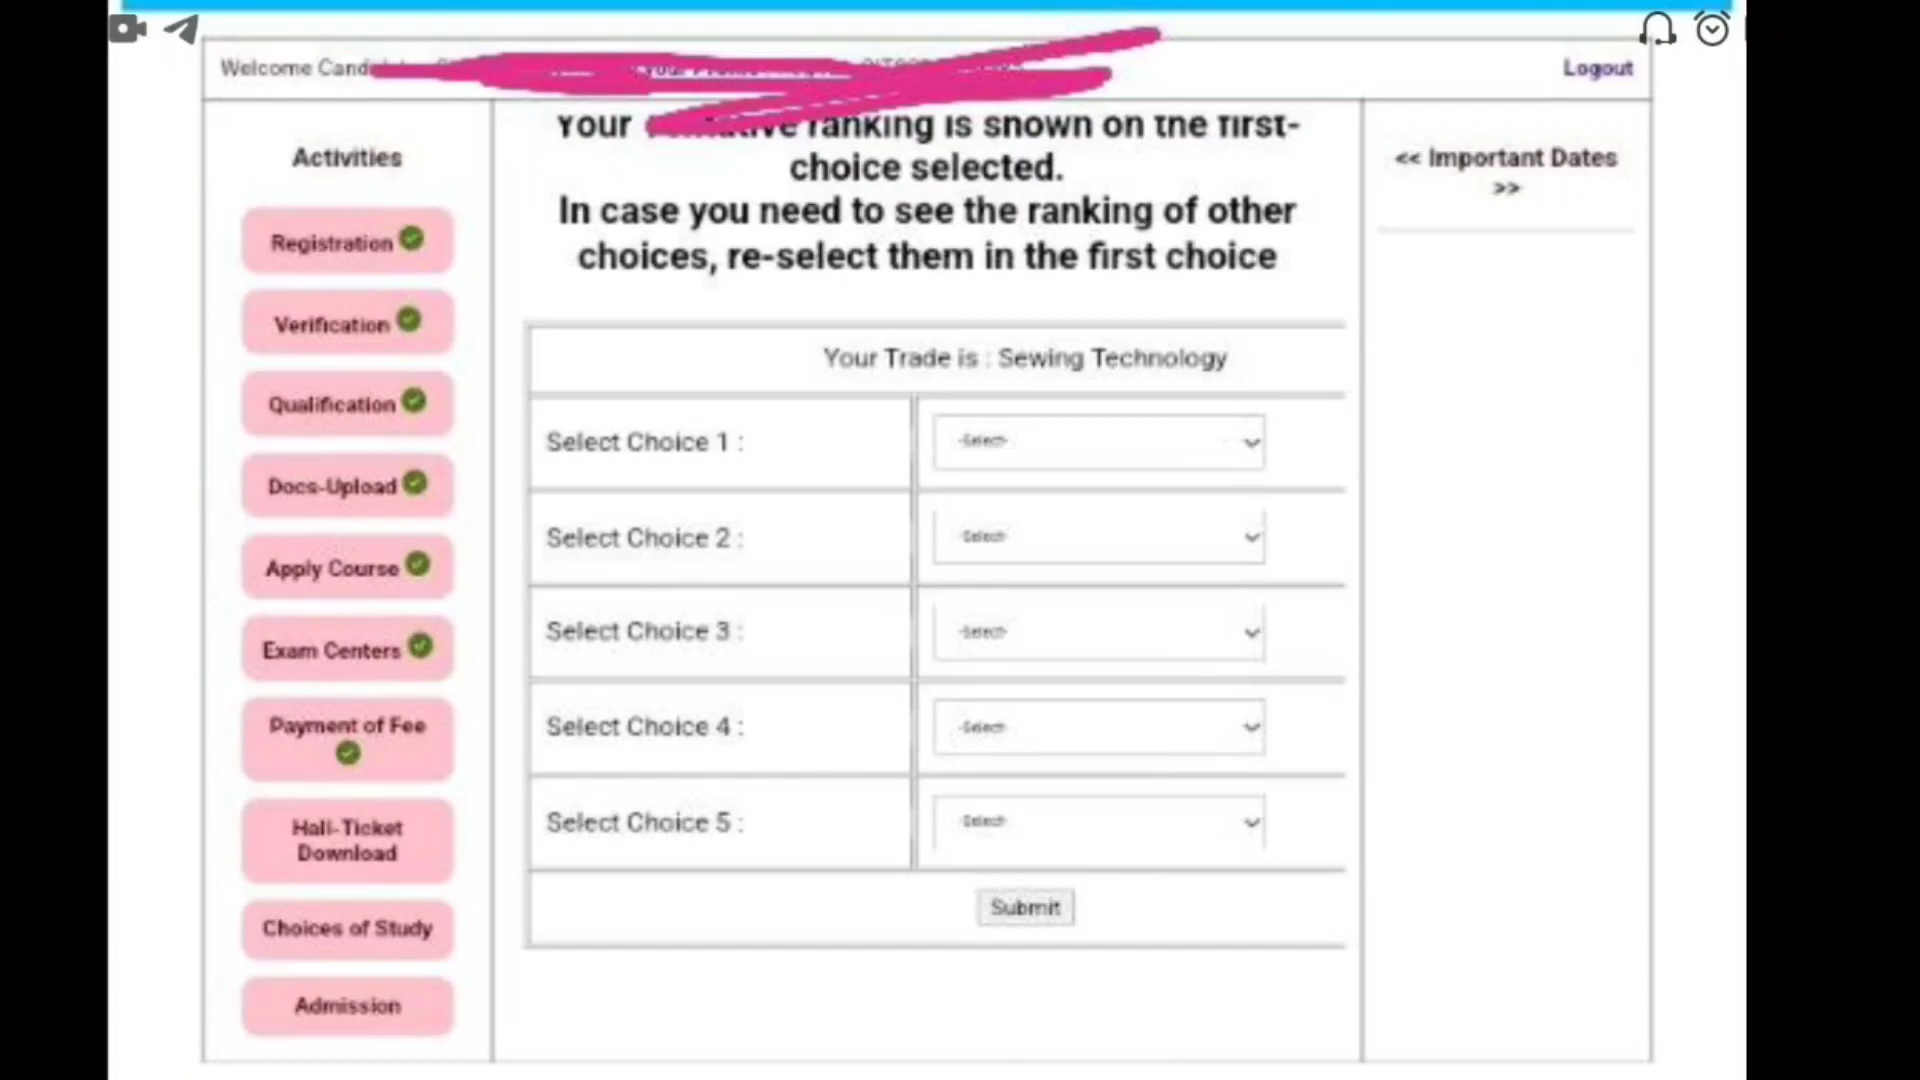 Welcome
Logout
Activities
Registration
Verification
Qualification
Docs-Upload
Apply Course
Exam Centers
Payment of Fee
Hall-Ticket
Download
Choices of Study
Admission
Your ranking is shown on the first-
choice selected.
In case you need to see the ranking of other
choices, re-select them in the first choice
Your Trade is : Sewing Technology
Select Choice 1 :
-Select-
Select Choice 2 :
-Select-
Select Choice 3 :
-Select-
Select Choice 4 :
-Select-
Select Choice 5 :
-Select-
Submit
<< Important Dates
>>